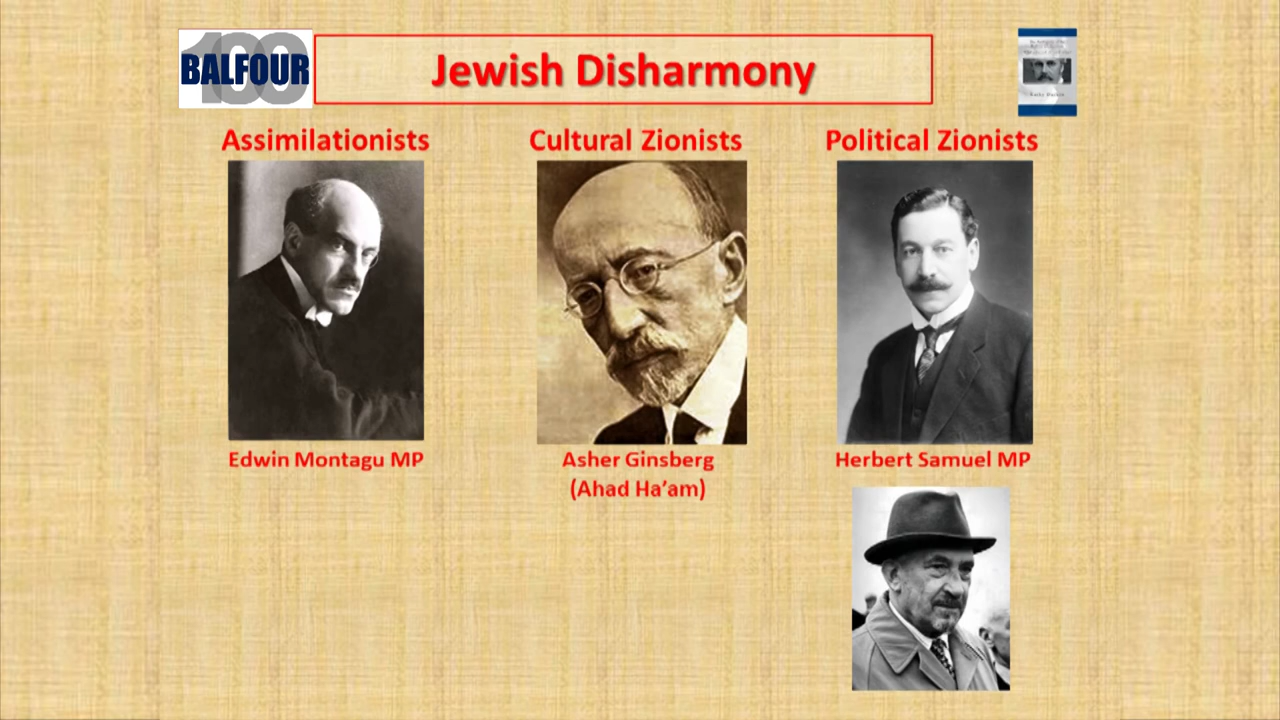 100
BALFOUR
Jewish Disharmony
Assimilationists
Cultural Zionists
Political Zionists
Edwin Montagu MP
Asher Ginsberg
(Ahad Ha’am)
Herbert Samuel MP